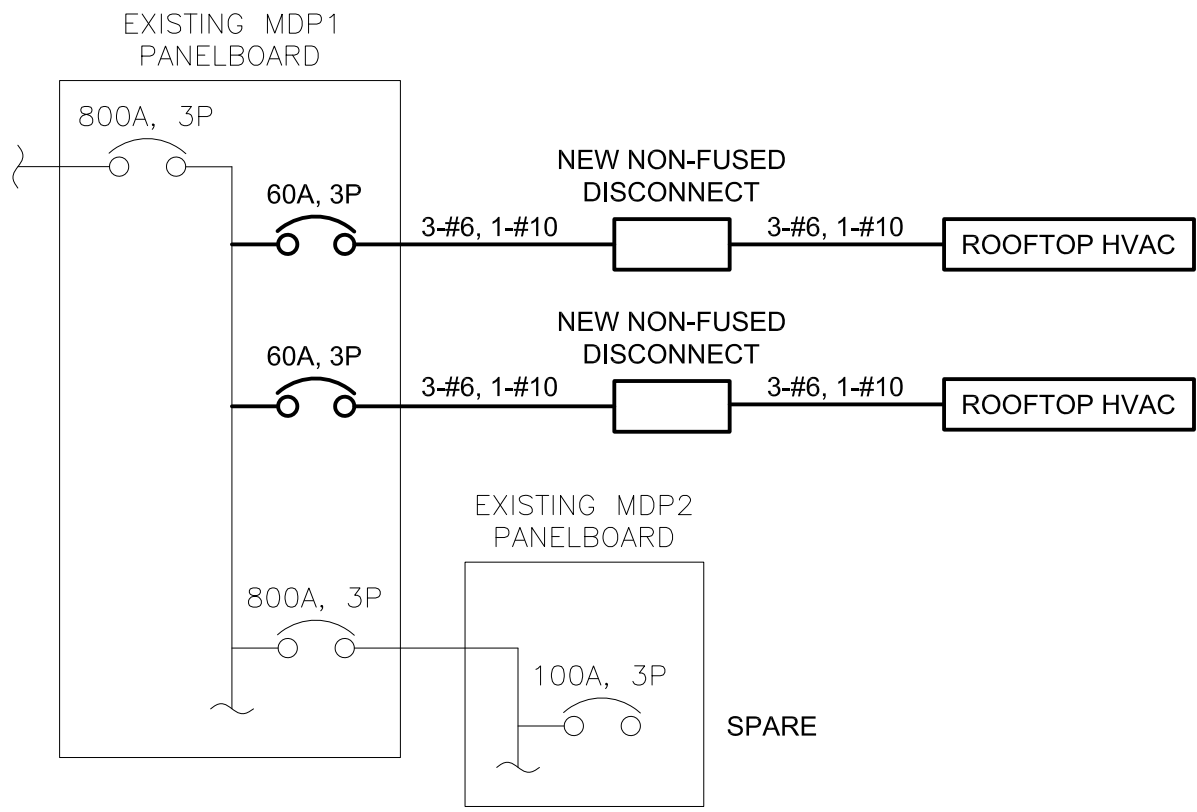 EXISTING MDP1
PANELBOARD
800A, 3P
60A, 3P
3-#6, 1-#10
NEW NON-FUSED
DISCONNECT
3-#6, 1-#10
ROOFTOP HVAC
60A, 3P
3-#6, 1-#10
NEW NON-FUSED
DISCONNECT
3-#6, 1-#10
ROOFTOP HVAC
EXISTING MDP2
PANELBOARD
800A, 3P
100A, 3P
SPARE